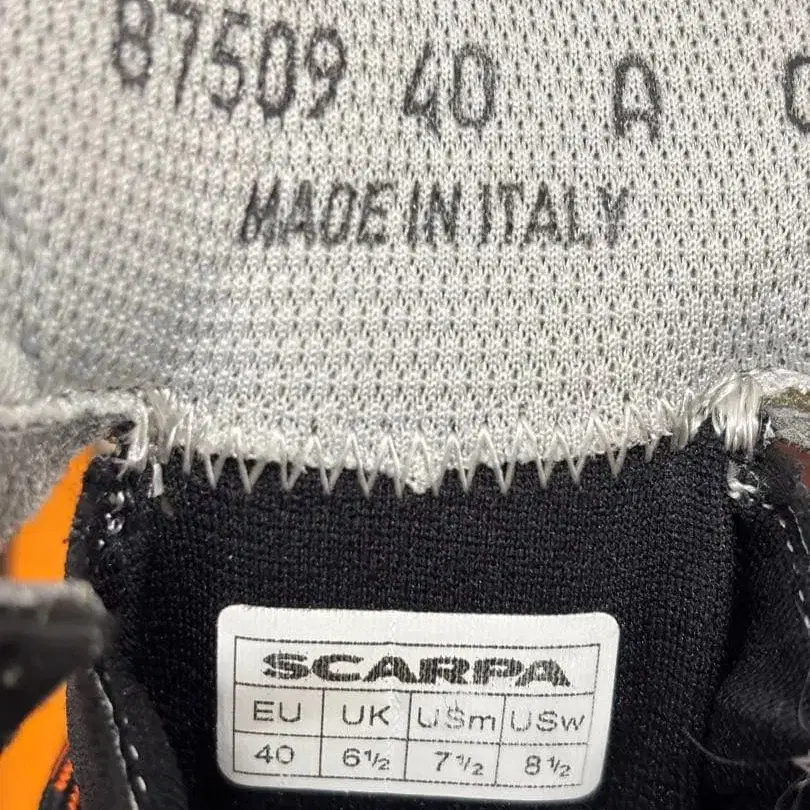 87509 40 A
MADE IN ITALY
SCARPA
EU UK USm USw
40 6½ 7½ 8½